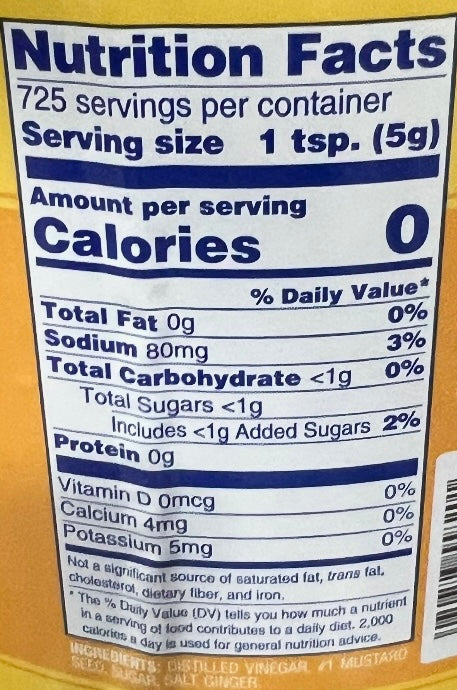 Nutrition Facts
725 servings per container
Serving size 1 tsp. (5g)
Amount per serving
Calories 0
% Daily Value*
Total Fat 0g 0%
Sodium 80mg 3%
Total Carbohydrate <1g 0%
Total Sugars <1g
Includes <1g Added Sugars 2%
Protein 0g
Vitamin D 0mcg 0%
Calcium 4mg 0%
Potassium 5mg 0%
Not a significant source of saturated fat, trans fat,
cholesterol, dietary fiber, and iron.
* The % Daily Value (DV) tells you how much a nutrient
in a serving of food contributes to a daily diet. 2,000
calories a day is used for general nutrition advice.
INGREDIENTS: DISTILLED VINEGAR, #1 MUSTARD
SEED, SUGAR, SALT, GINGER.